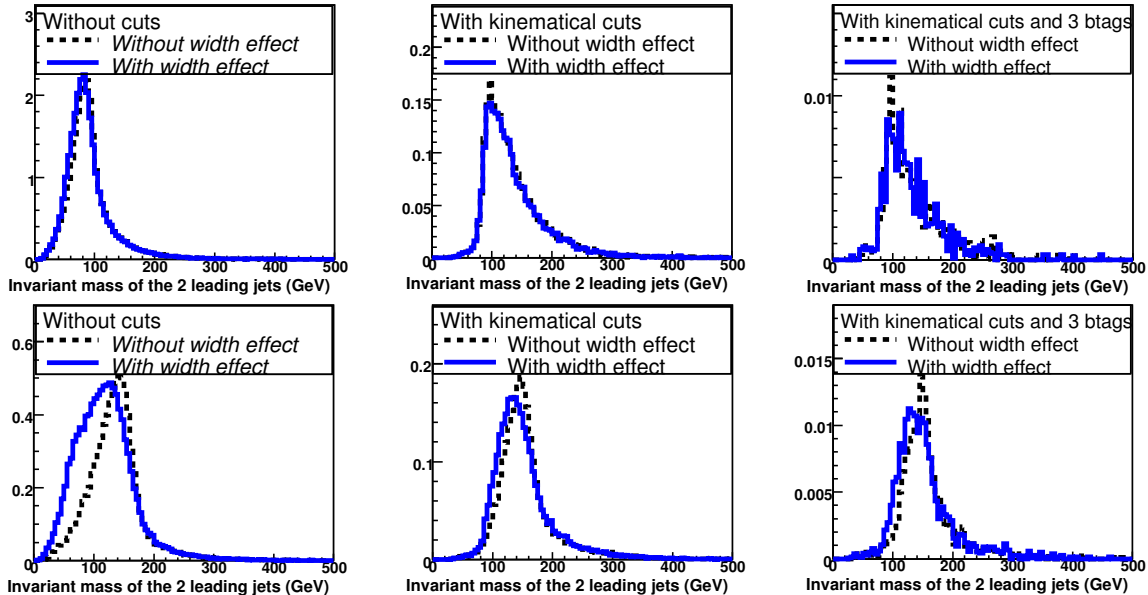 Without cuts
Without width effect
With width effect
3
2
1
0
0 100 200 300 400 500
Invariant mass of the 2 leading jets (GeV)
With kinematical cuts
Without width effect
With width effect
0.2
0.15
0.1
0.05
0
0 100 200 300 400 500
Invariant mass of the 2 leading jets (GeV)
With kinematical cuts and 3 btags
Without width effect
With width effect
0.01
0
0 100 200 300 400 500
Invariant mass of the 2 leading jets (GeV)
Without cuts
Without width effect
With width effect
0.6
0.4
0.2
0
0 100 200 300 400 500
Invariant mass of the 2 leading jets (GeV)
With kinematical cuts
Without width effect
With width effect
0.2
0.1
0
0 100 200 300 400 500
Invariant mass of the 2 leading jets (GeV)
With kinematical cuts and 3 btags
Without width effect
With width effect
0.015
0.01
0.005
0
0 100 200 300 400 500
Invariant mass of the 2 leading jets (GeV)